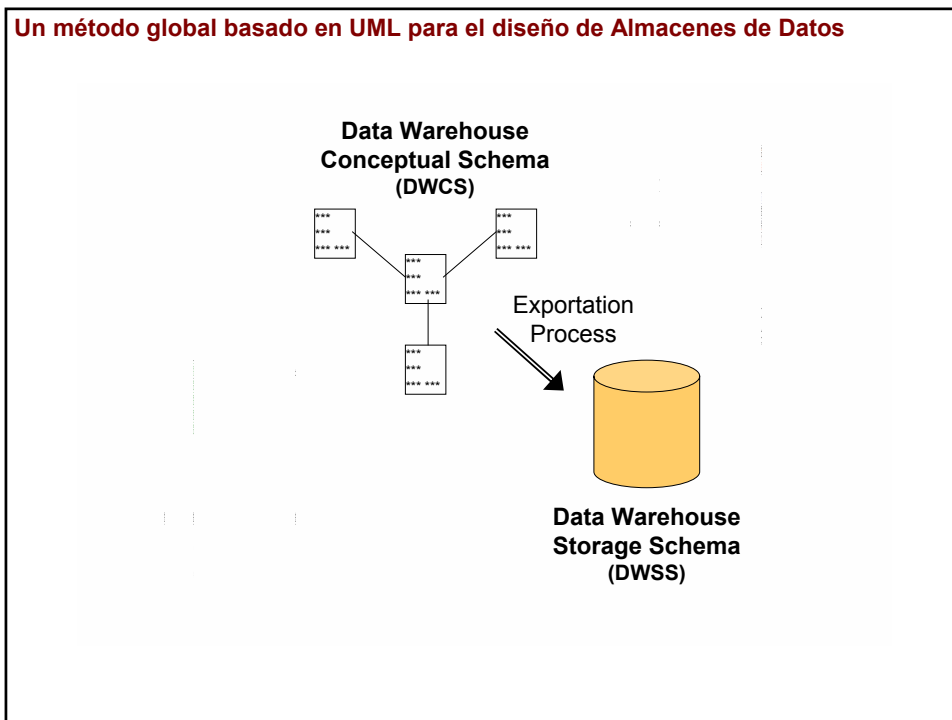 Un método global basado en UML para el diseño de Almacenes de Datos
Data Warehouse
Conceptual Schema
(DWCS)
***
***
*** ***
***
***
*** ***
***
***
*** ***
Exportation
Process
***
***
*** ***
Data Warehouse
Storage Schema
(DWSS)